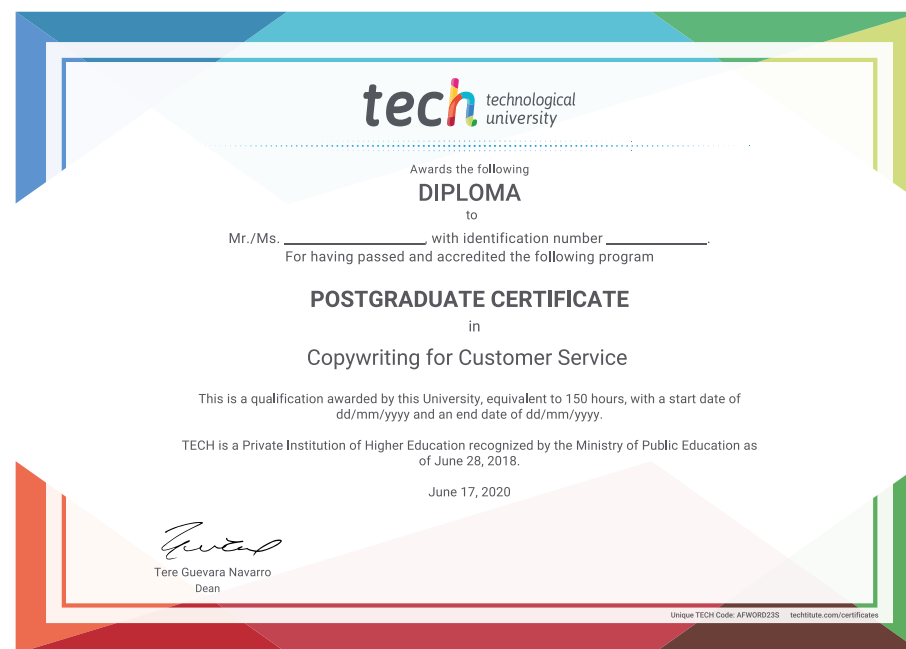 tech technological
university
Awards the following
DIPLOMA
to
Mr./Ms. ____________________, with identification number ______________.
For having passed and accredited the following program
POSTGRADUATE CERTIFICATE
in
Copywriting for Customer Service
This is a qualification awarded by this University, equivalent to 150 hours, with a start date of
dd/mm/yyyy and an end date of dd/mm/yyyy.
TECH is a Private Institution of Higher Education recognized by the Ministry of Public Education as
of June 28, 2018.
June 17, 2020
Tere Guevara Navarro
Dean
Unique TECH Code: AFWORD23S techtitute.com/certificates